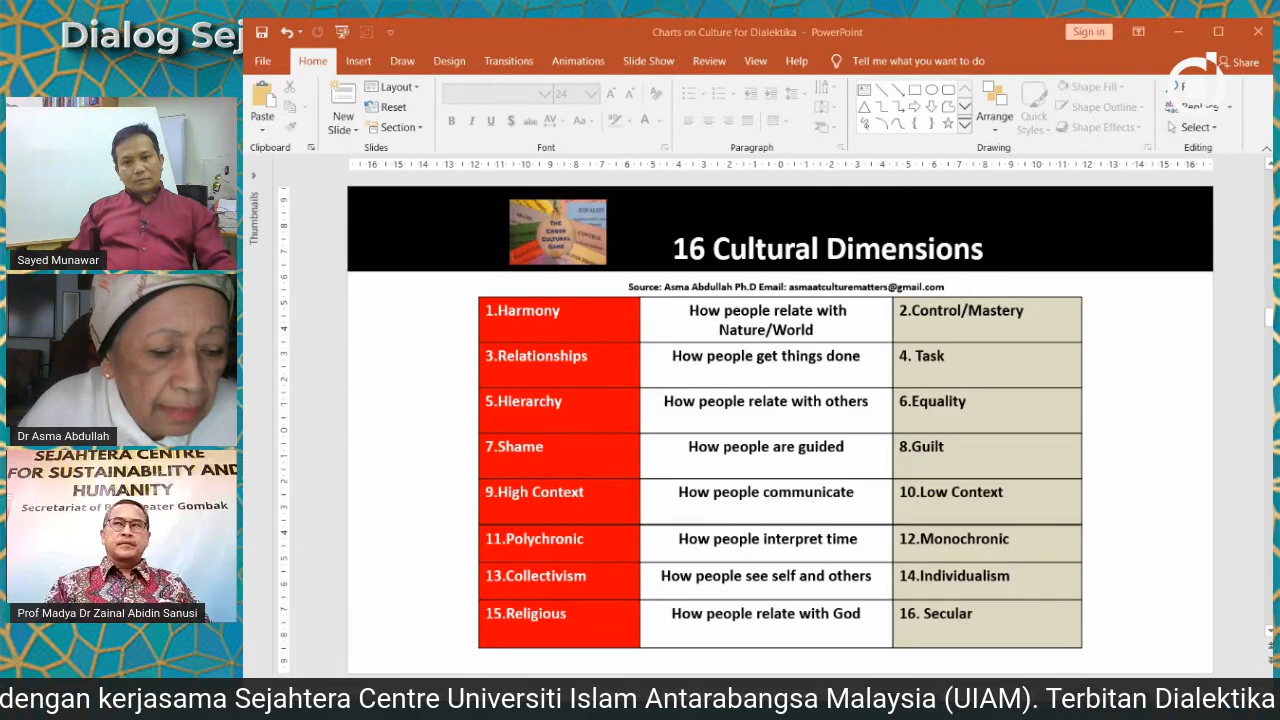 Dialog Sej
Charts on Culture for Dialektika - PowerPoint
Sign in
File Home Insert Draw Design Transitions Animations Slide Show Review View Help Tell me what you want to do Share
Paste
Clipboard
New
Slide
Layout
Reset
Section
Slides
24
Font
Paragraph
Arrange
Quick
Styles
Shape Fill
Shape Outline
Shape Effects
Drawing
Replace
Select
Editing
Thumbnails
Sayed Munawar
Dr Asma Abdullah
SEJAHTERA CENTRE
FOR SUSTAINABILITY AND
HUMANITY
Prof Madya Dr Zainal Abidin Sanusi
THE
CROSS
CULTURAL
GAME
EQUALITY
CONTROL
16 Cultural Dimensions
Source: Asma Abdullah Ph.D Email: asmaatculturematters@gmail.com
1.Harmony How people relate with Nature/World 2.Control/Mastery
3.Relationships How people get things done 4. Task
5.Hierarchy How people relate with others 6.Equality
7.Shame How people are guided 8.Guilt
9.High Context How people communicate 10.Low Context
11.Polychronic How people interpret time 12.Monochronic
13.Collectivism How people see self and others 14.Individualism
15.Religious How people relate with God 16. Secular
dengan kerjasama Sejahtera Centre Universiti Islam Antarabangsa Malaysia (UIAM). Terbitan Dialektika